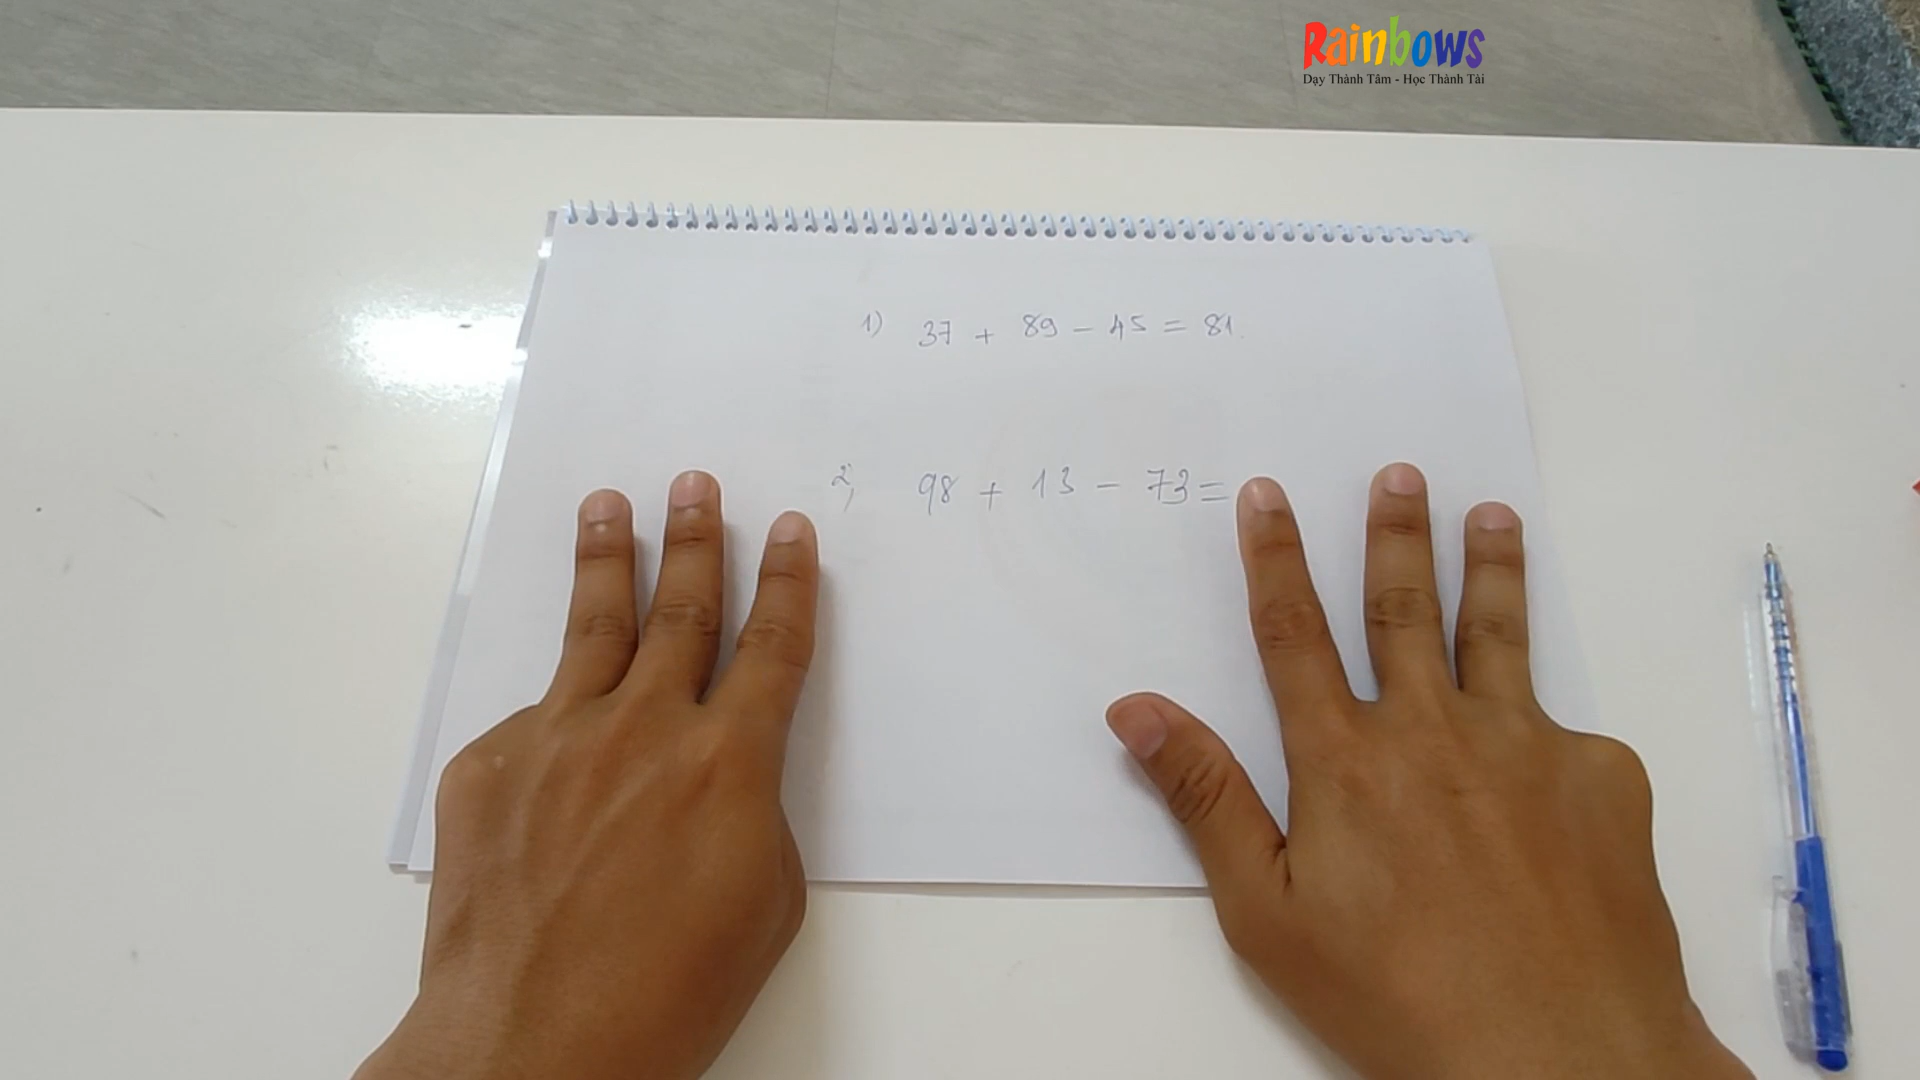 Rainbows
Dạy Thành Tâm - Học Thành Tài
1) 37 + 89 - 45 = 81.
2, 98 + 13 - 73 =